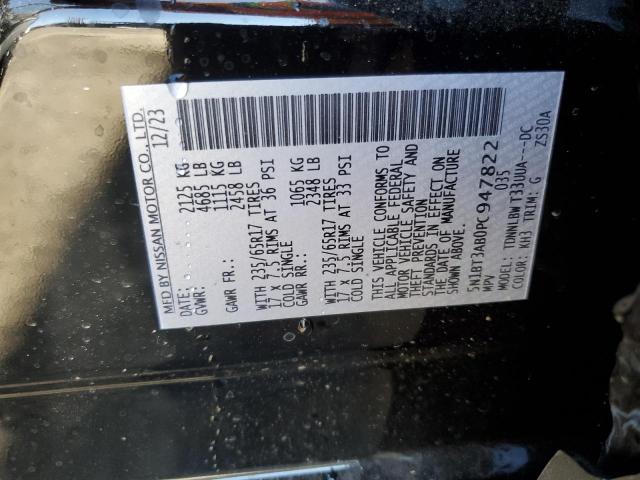 MFD BY NISSAN MOTOR CO., LTD.
DATE: 12/23
GVWR: 2125 KG
4685 LB
GAWR FR.: 1115 KG
2458 LB
WITH 235/65R17 TIRES
17 X 7.5 RIMS AT 36 PSI
COLD SINGLE
GAWR RR.: 1065 KG
2348 LB
WITH 235/65R17 TIRES
17 X 7.5 RIMS AT 33 PSI
COLD SINGLE
THIS VEHICLE CONFORMS TO
ALL APPLICABLE FEDERAL
MOTOR VEHICLE SAFETY AND
THEFT PREVENTION
STANDARDS IN EFFECT ON
THE DATE OF MANUFACTURE
SHOWN ABOVE.
5N1BT3AB0PC947822
MPV 035
MODEL: TDNNLBW T330UA---DC
COLOR: KH3 TRIM: G ZS30A